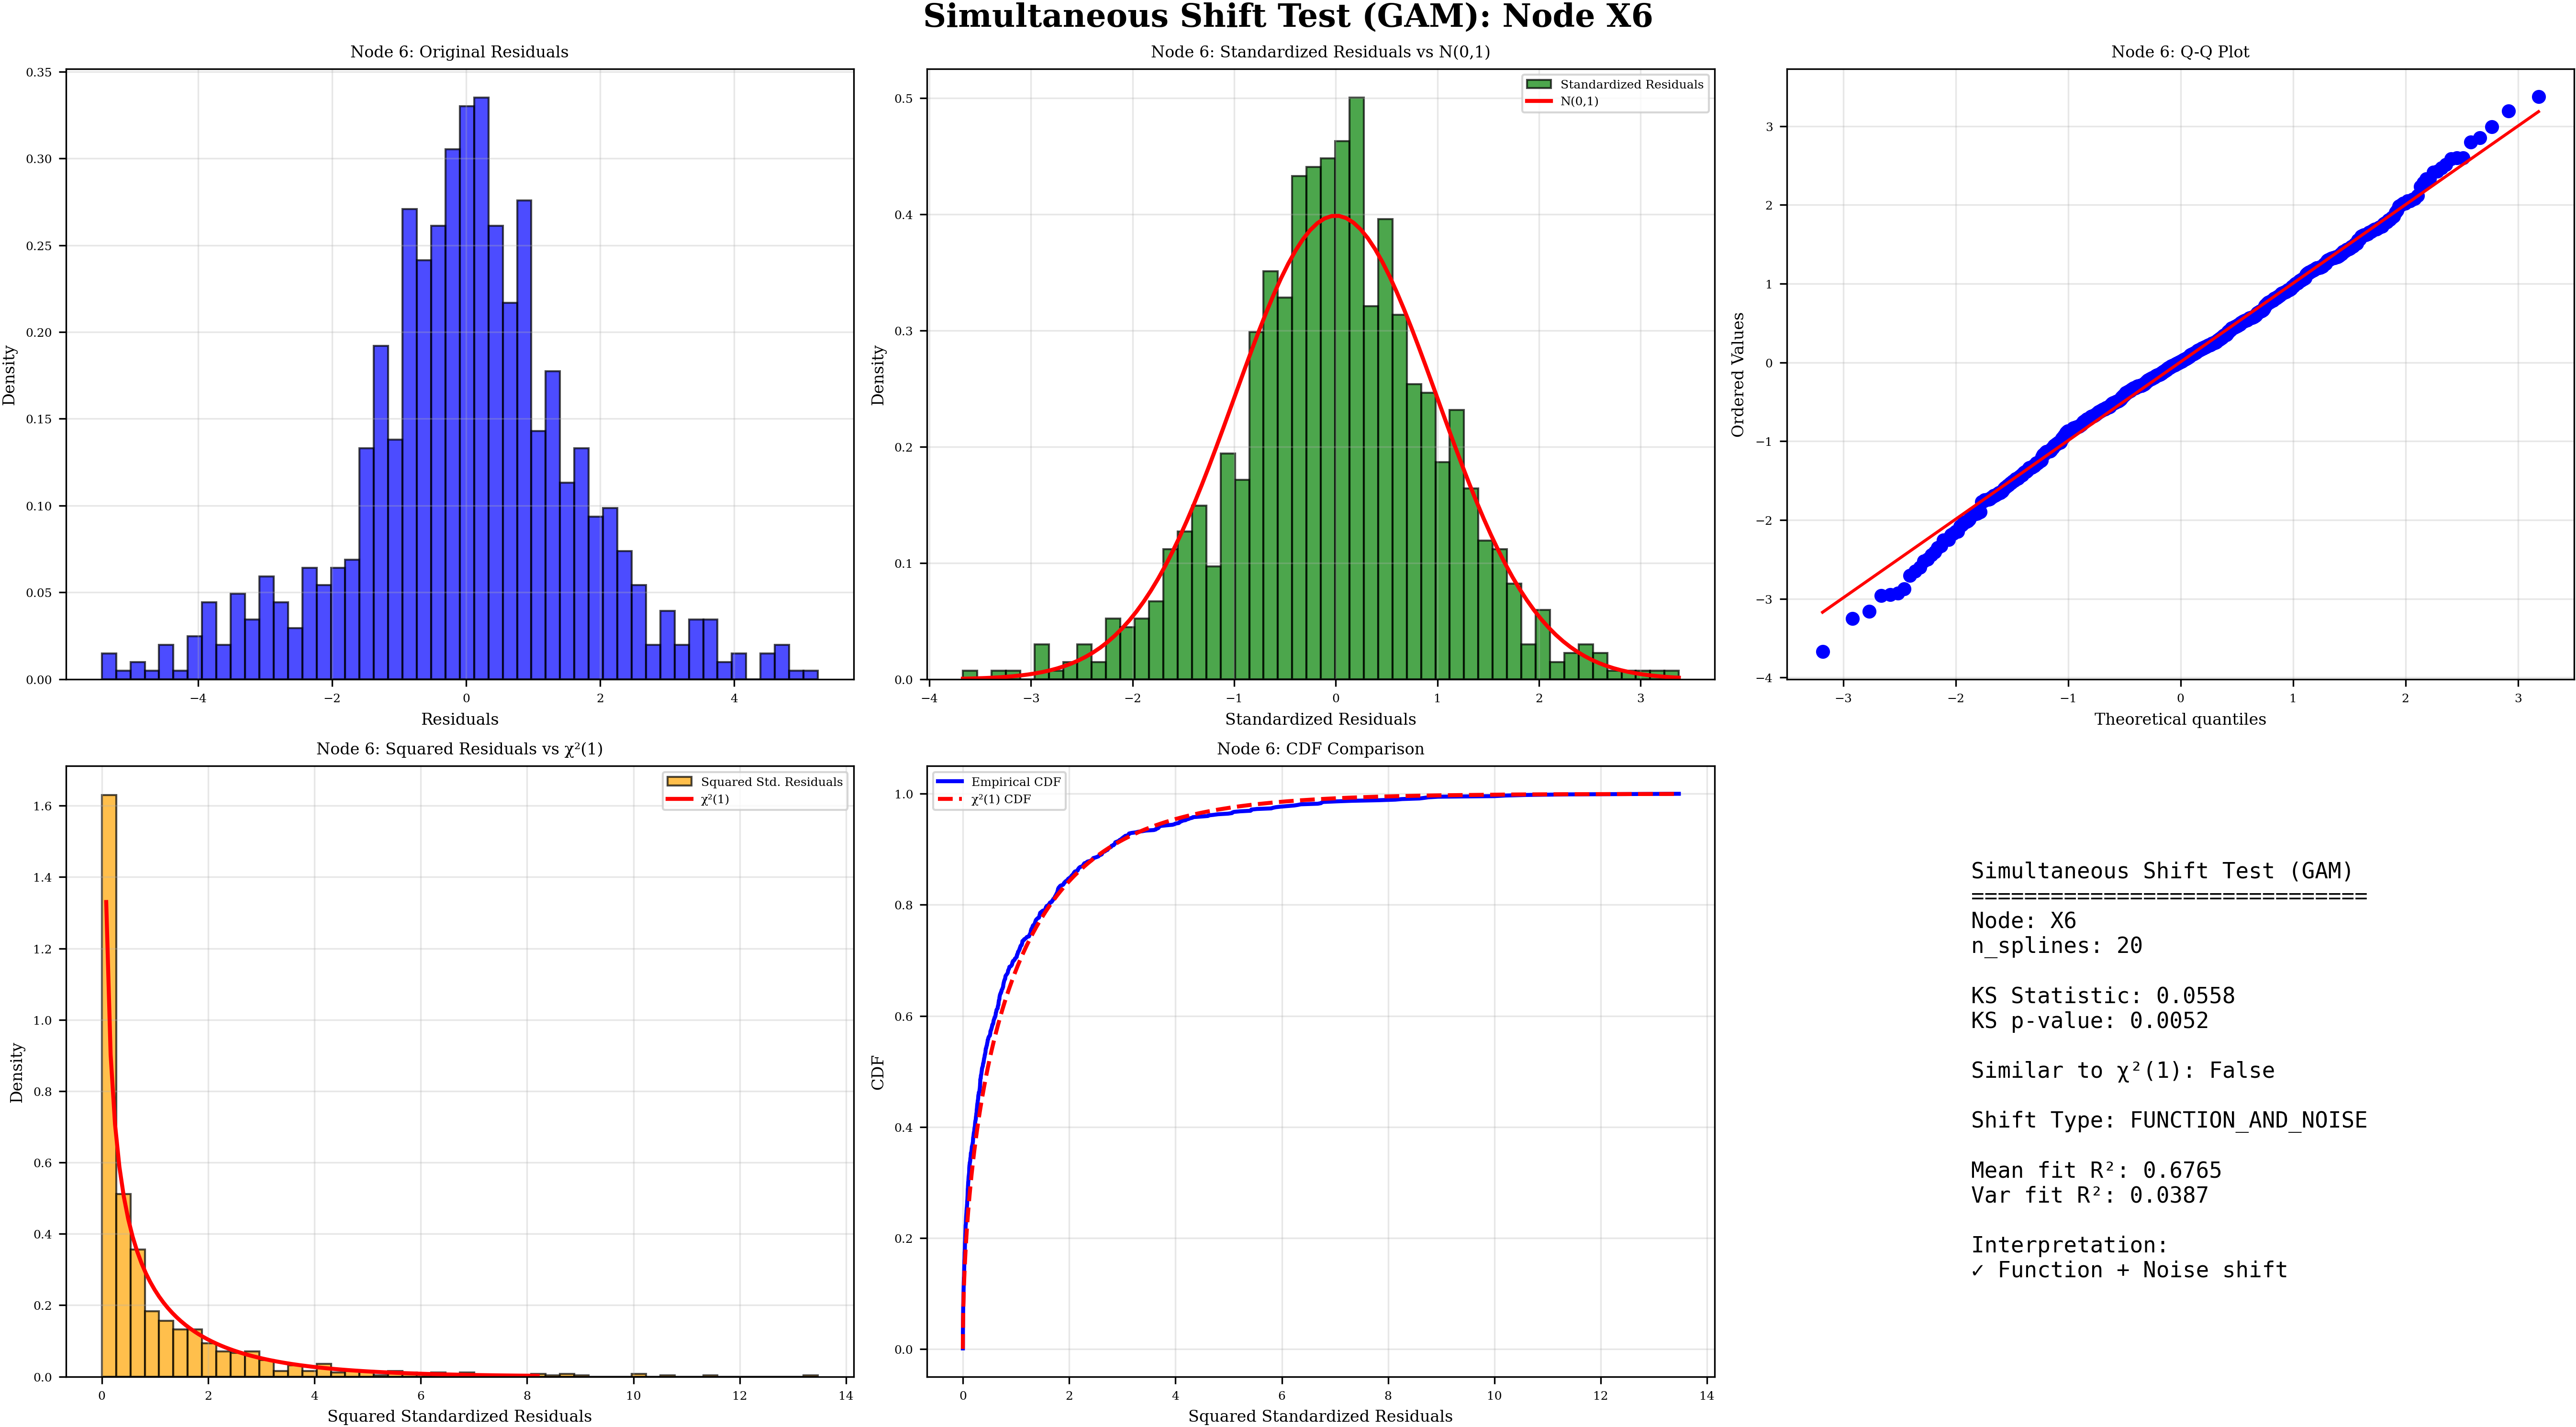 Simultaneous Shift Test (GAM): Node X6
Node 6: Original Residuals
0.35
0.30
0.25
0.20
0.15
0.10
0.05
0.00
Density
−4
−2
0
2
4
Residuals
Node 6: Standardized Residuals vs N(0,1)
Standardized Residuals
N(0,1)
0.5
0.4
0.3
0.2
0.1
0.0
Density
−4
−3
−2
−1
0
1
2
3
Standardized Residuals
Node 6: Q-Q Plot
3
2
1
0
−1
−2
−3
−4
Ordered Values
−3
−2
−1
0
1
2
3
Theoretical quantiles
Node 6: Squared Residuals vs χ²(1)
Squared Std. Residuals
χ²(1)
1.6
1.4
1.2
1.0
0.8
0.6
0.4
0.2
0.0
Density
0
2
4
6
8
10
12
14
Squared Standardized Residuals
Node 6: CDF Comparison
Empirical CDF
χ²(1) CDF
1.0
0.8
0.6
0.4
0.2
0.0
CDF
0
2
4
6
8
10
12
14
Squared Standardized Residuals
Simultaneous Shift Test (GAM)
==============================
Node: X6
n_splines: 20
KS Statistic: 0.0558
KS p-value: 0.0052
Similar to χ²(1): False
Shift Type: FUNCTION_AND_NOISE
Mean fit R²: 0.6765
Var fit R²: 0.0387
Interpretation:
✓ Function + Noise shift